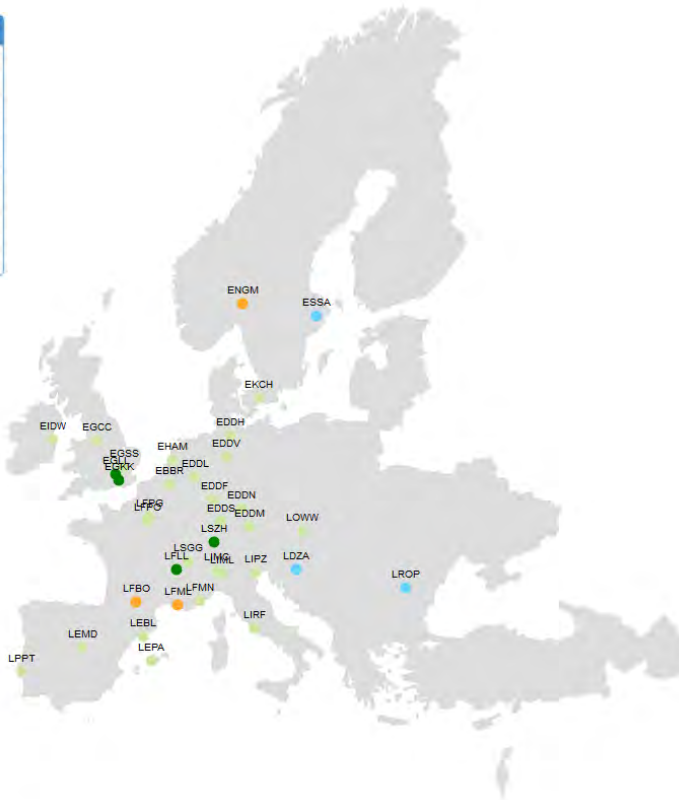 ENGM
ESSA
EKCH
EIDW
EGCC
EDDH
EDDV
EGSS
EGLL
EGKK
EHAM
EDDL
EBBR
EDDF
EDDN
LFPG
LFPO
EDDS
EDDM
LOWW
LSZH
LSGG
LFLL
LIMC
LIML
LIPZ
LDZA
LROP
LFBO
LFML
LFMN
LEBL
LIRF
LEMD
LEPA
LPPT